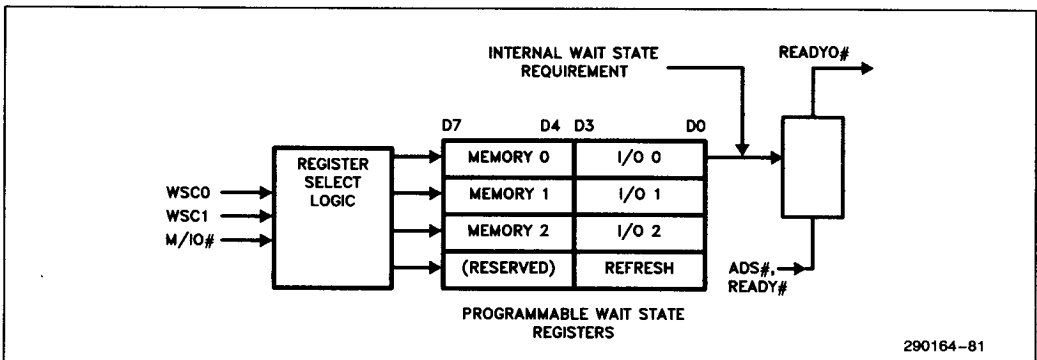 INTERNAL WAIT STATE
REQUIREMENT
READYO#
D7 D4 D3 D0
REGISTER
SELECT
LOGIC
WSC0
WSC1
M/IO#
MEMORY 0 I/O 0
MEMORY 1 I/O 1
MEMORY 2 I/O 2
(RESERVED) REFRESH
ADS#,
READY#
PROGRAMMABLE WAIT STATE
REGISTERS
290164-81